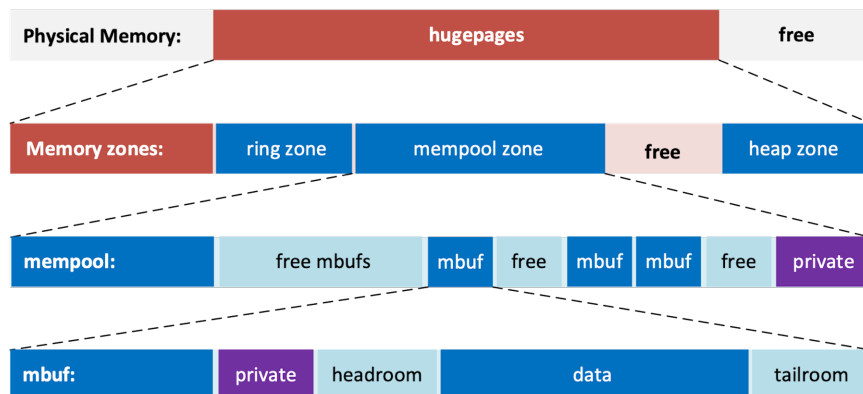 Physical Memory: hugepages free
Memory zones: ring zone mempool zone free heap zone
mempool: free mbufs mbuf free mbuf mbuf free private
mbuf: private headroom data tailroom